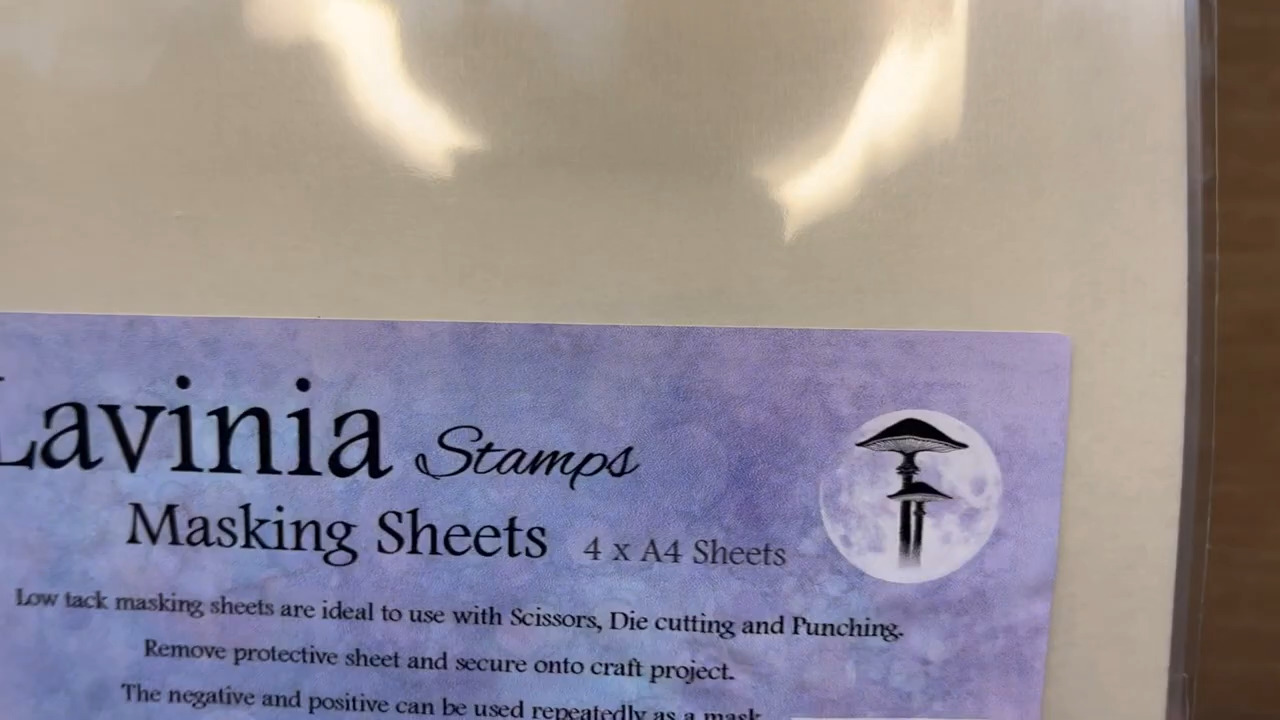 Lavinia Stamps
Masking Sheets 4 x A4 Sheets
Low tack masking sheets are ideal to use with Scissors, Die cutting and Punching.
Remove protective sheet and secure onto craft project.
The negative and positive can be used repeatedly as a mask